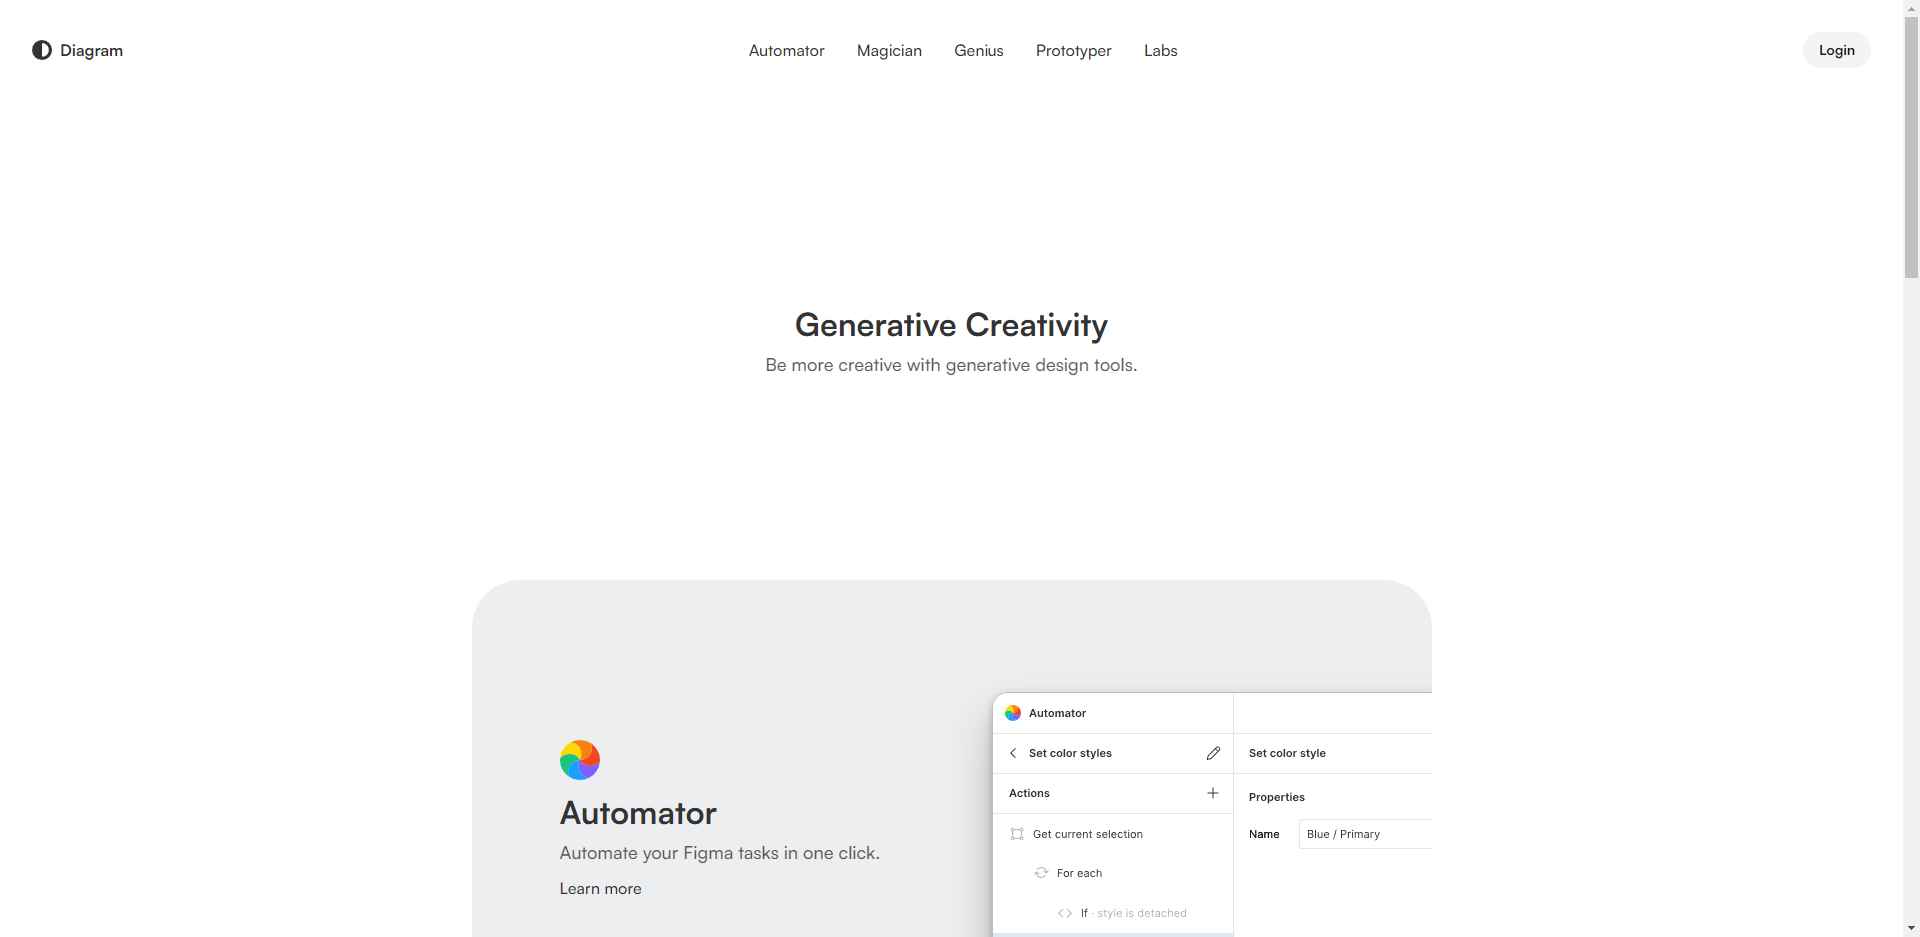 Diagram
Automator
Magician
Genius
Prototyper
Labs
Login
Generative Creativity
Be more creative with generative design tools.
Automator
Automate your Figma tasks in one click.
Learn more
Automator
Set color styles
Actions
Get current selection
For each
If · style is detached
Set color style
Properties
Name
Blue / Primary